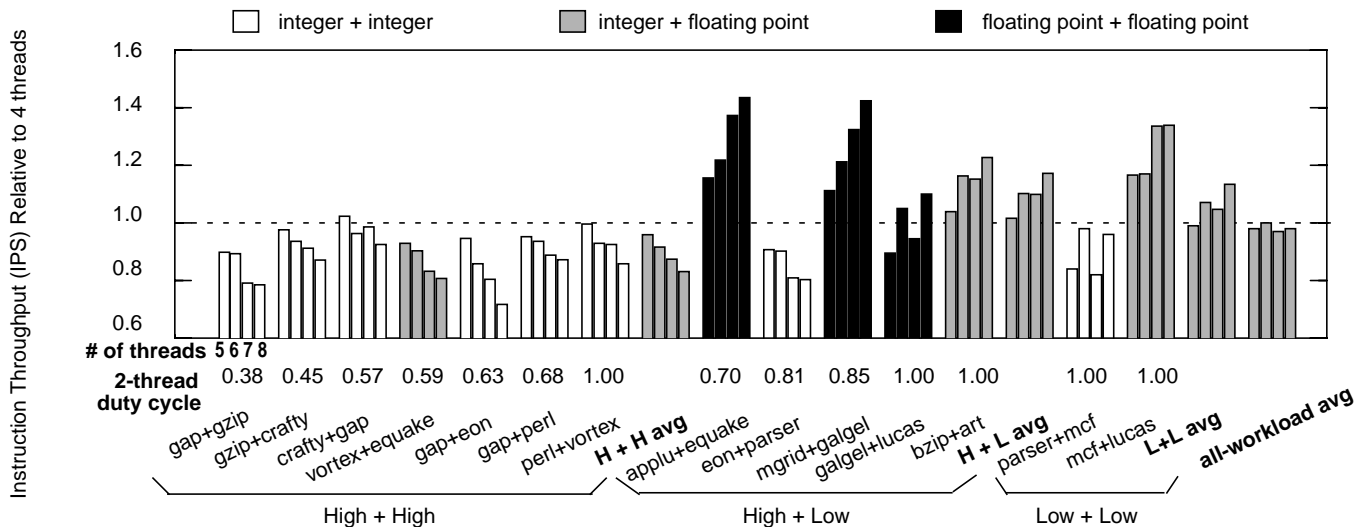 integer + integer integer + floating point floating point + floating point
Instruction Throughput (IPS) Relative to 4 threads
1.6
1.4
1.2
1.0
0.8
0.6
# of threads 5 6 7 8
2-thread duty cycle 0.38 0.45 0.57 0.59 0.63 0.68 1.00 0.70 0.81 0.85 1.00 1.00 1.00 1.00
gap+gzip
gzip+crafty
crafty+gap
vortex+equake
gap+eon
gap+perl
perl+vortex
H + H avg
applu+equake
eon+parser
mgrid+galgel
galgel+lucas
bzip+art
H + L avg
parser+mcf
mcf+lucas
L+L avg
all-workload avg
High + High High + Low Low + Low